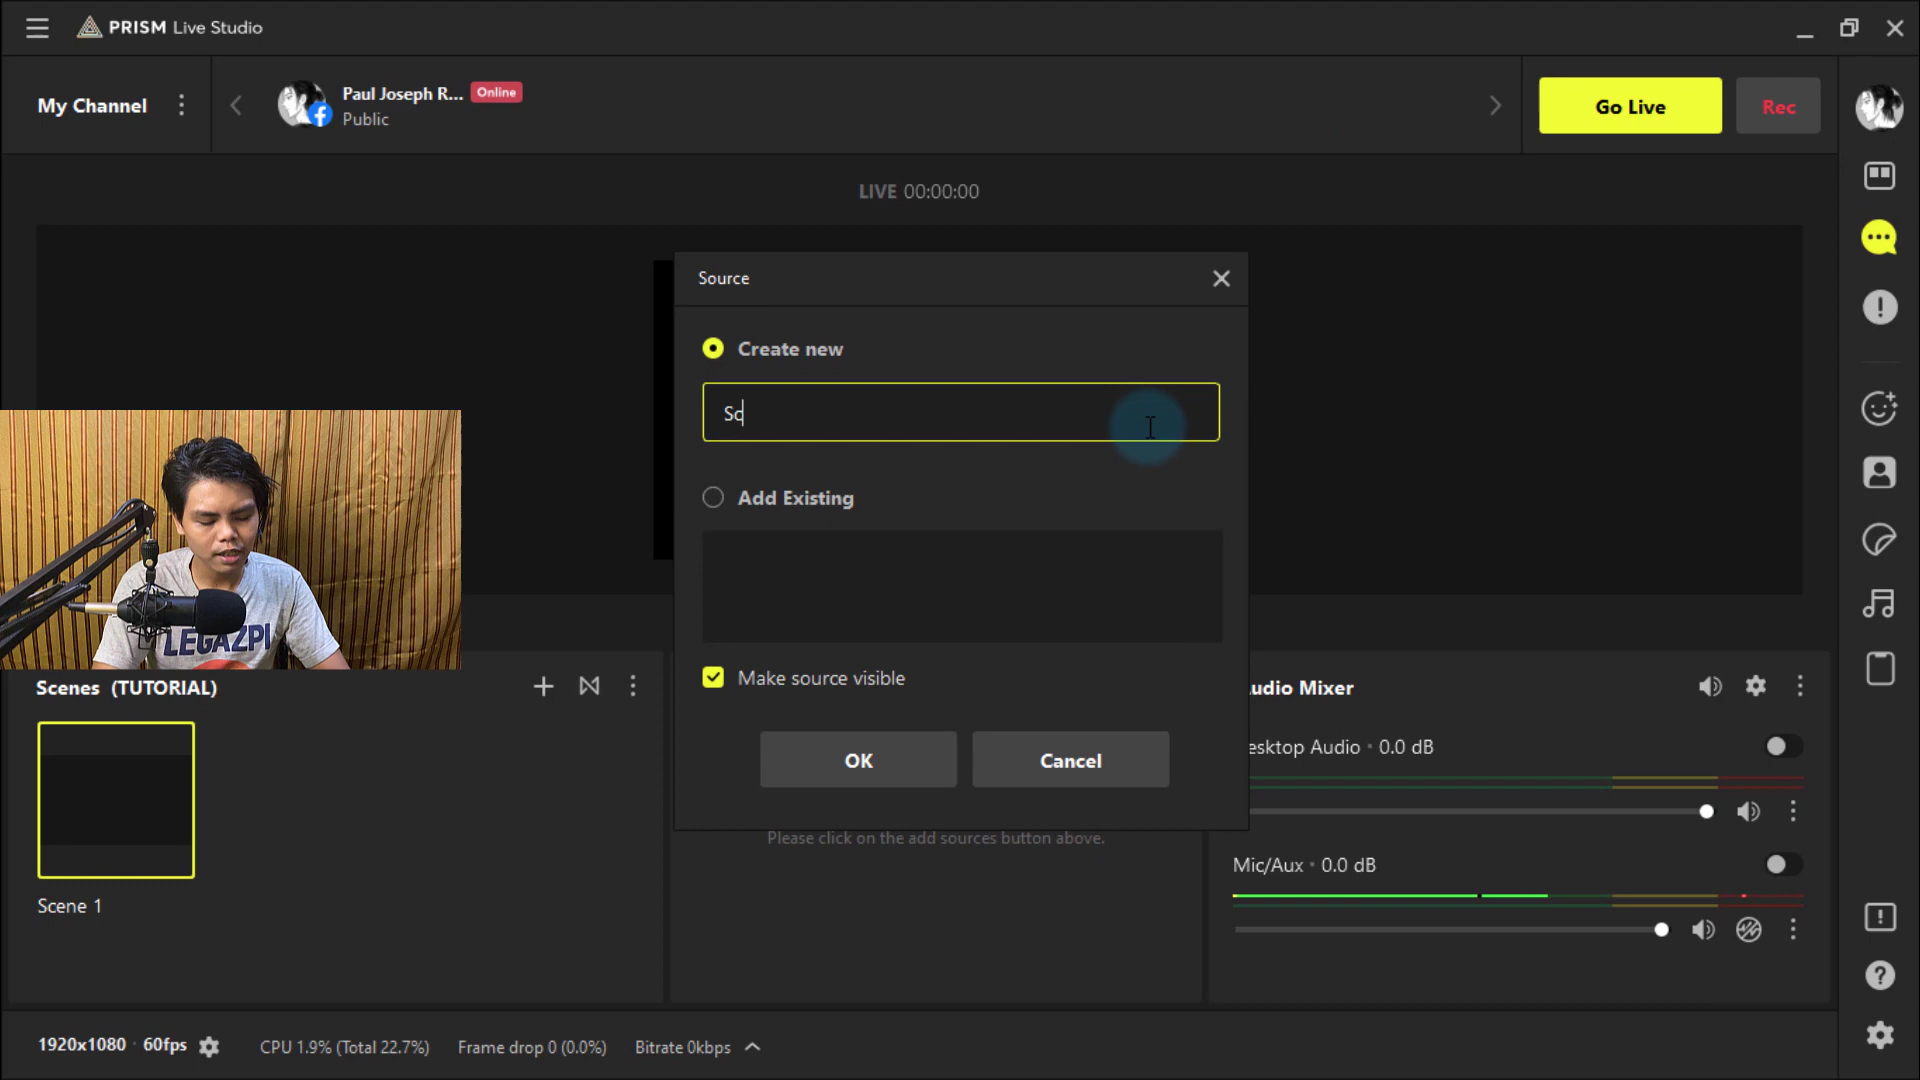 PRISM Live Studio
My Channel
Paul Joseph R... Online
Public
Go Live
Rec
LIVE 00:00:00
Source
Create new
Sc
Add Existing
Make source visible
OK
Cancel
Please click on the add sources button above.
LEGAZPI
Scenes (TUTORIAL)
Scene 1
udio Mixer
esktop Audio • 0.0 dB
Mic/Aux • 0.0 dB
1920x1080 · 60fps
CPU 1.9% (Total 22.7%)
Frame drop 0 (0.0%)
Bitrate 0kbps